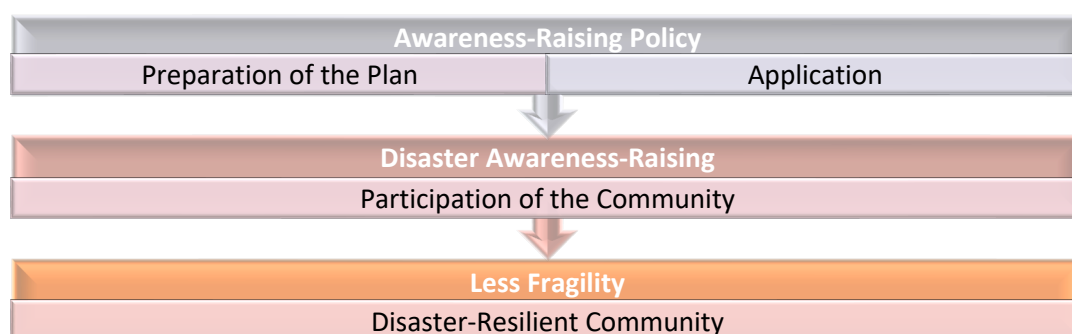 Awareness-Raising Policy
Preparation of the Plan
Application
Disaster Awareness-Raising
Participation of the Community
Less Fragility
Disaster-Resilient Community